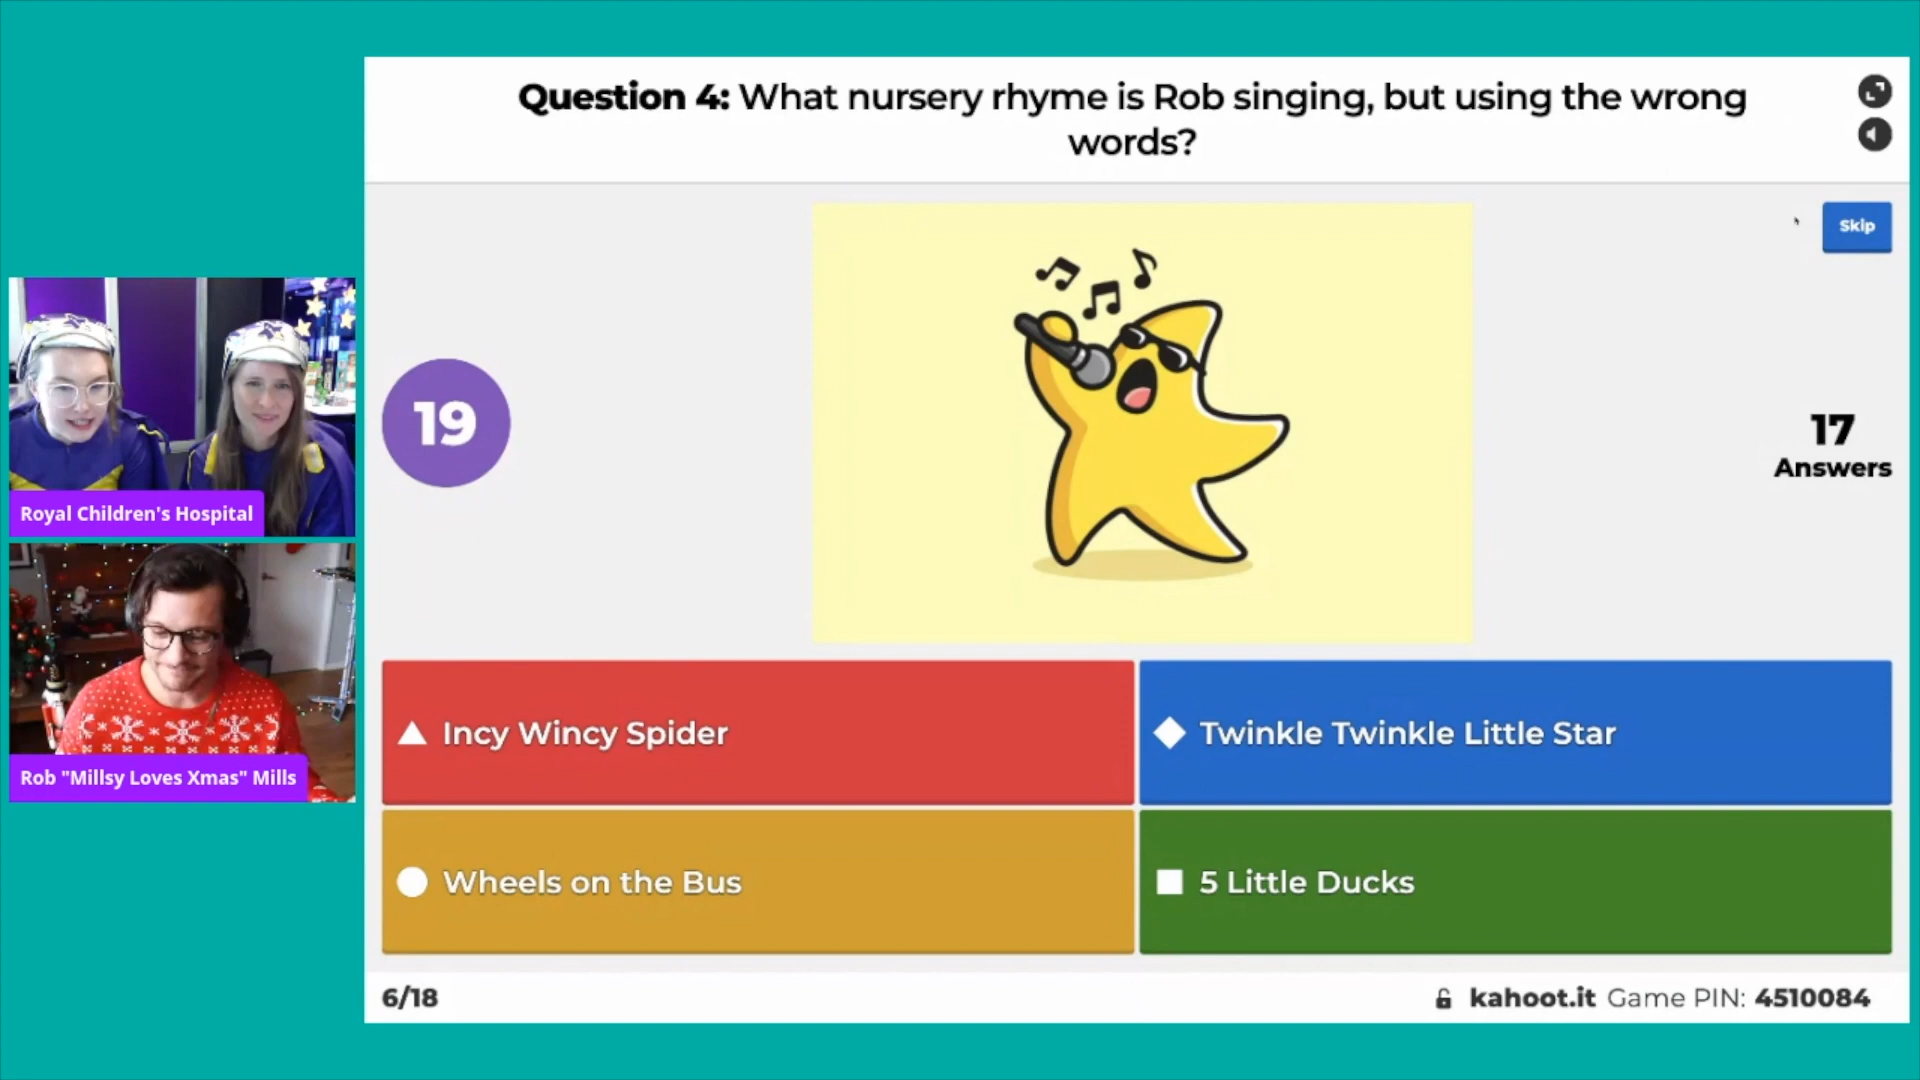 Question 4: What nursery rhyme is Rob singing, but using the wrong
words?
Skip
19
17
Answers
Royal Children's Hospital
Rob "Millsy Loves Xmas" Mills
Incy Wincy Spider
Twinkle Twinkle Little Star
Wheels on the Bus
5 Little Ducks
6/18
kahoot.it Game PIN: 4510084